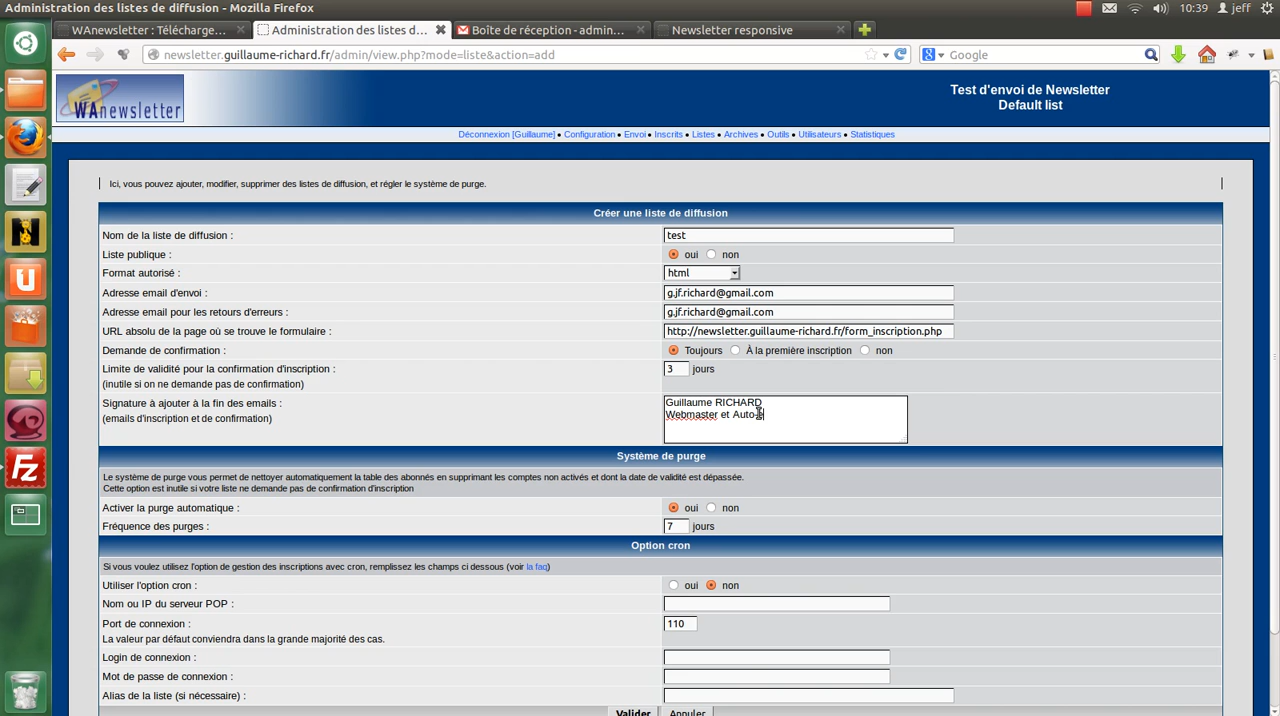 Administration des listes de diffusion - Mozilla Firefox
10:39 jeff
WAnewsletter : Télécharge...
Administration des listes d...
Boîte de réception - admin...
Newsletter responsive
newsletter.guillaume-richard.fr/admin/view.php?mode=liste&action=add
Google
WAnewsletter
Test d'envoi de Newsletter
Default list
Déconnexion [Guillaume] • Configuration • Envoi • Inscrits • Listes • Archives • Outils • Utilisateurs • Statistiques
Ici, vous pouvez ajouter, modifier, supprimer des listes de diffusion, et régler le système de purge.
Créer une liste de diffusion
Nom de la liste de diffusion : test
Liste publique : oui non
Format autorisé : html
Adresse email d'envoi : g.jf.richard@gmail.com
Adresse email pour les retours d'erreurs : g.jf.richard@gmail.com
URL absolu de la page où se trouve le formulaire : http://newsletter.guillaume-richard.fr/form_inscription.php
Demande de confirmation : Toujours À la première inscription non
Limite de validité pour la confirmation d'inscription : 3 jours
(inutile si on ne demande pas de confirmation)
Signature à ajouter à la fin des emails : Guillaume RICHARD
(emails d'inscription et de confirmation) Webmaster et Auto
Système de purge
Le système de purge vous permet de nettoyer automatiquement la table des abonnés en supprimant les comptes non activés et dont la date de validité est dépassée.
Cette option est inutile si votre liste ne demande pas de confirmation d'inscription
Activer la purge automatique : oui non
Fréquence des purges : 7 jours
Option cron
Si vous voulez utilisez l'option de gestion des inscriptions avec cron, remplissez les champs ci dessous (voir la faq)
Utiliser l'option cron : oui non
Nom ou IP du serveur POP :
Port de connexion : 110
La valeur par défaut conviendra dans la grande majorité des cas.
Login de connexion :
Mot de passe de connexion :
Alias de la liste (si nécessaire) :
Valider Annuler